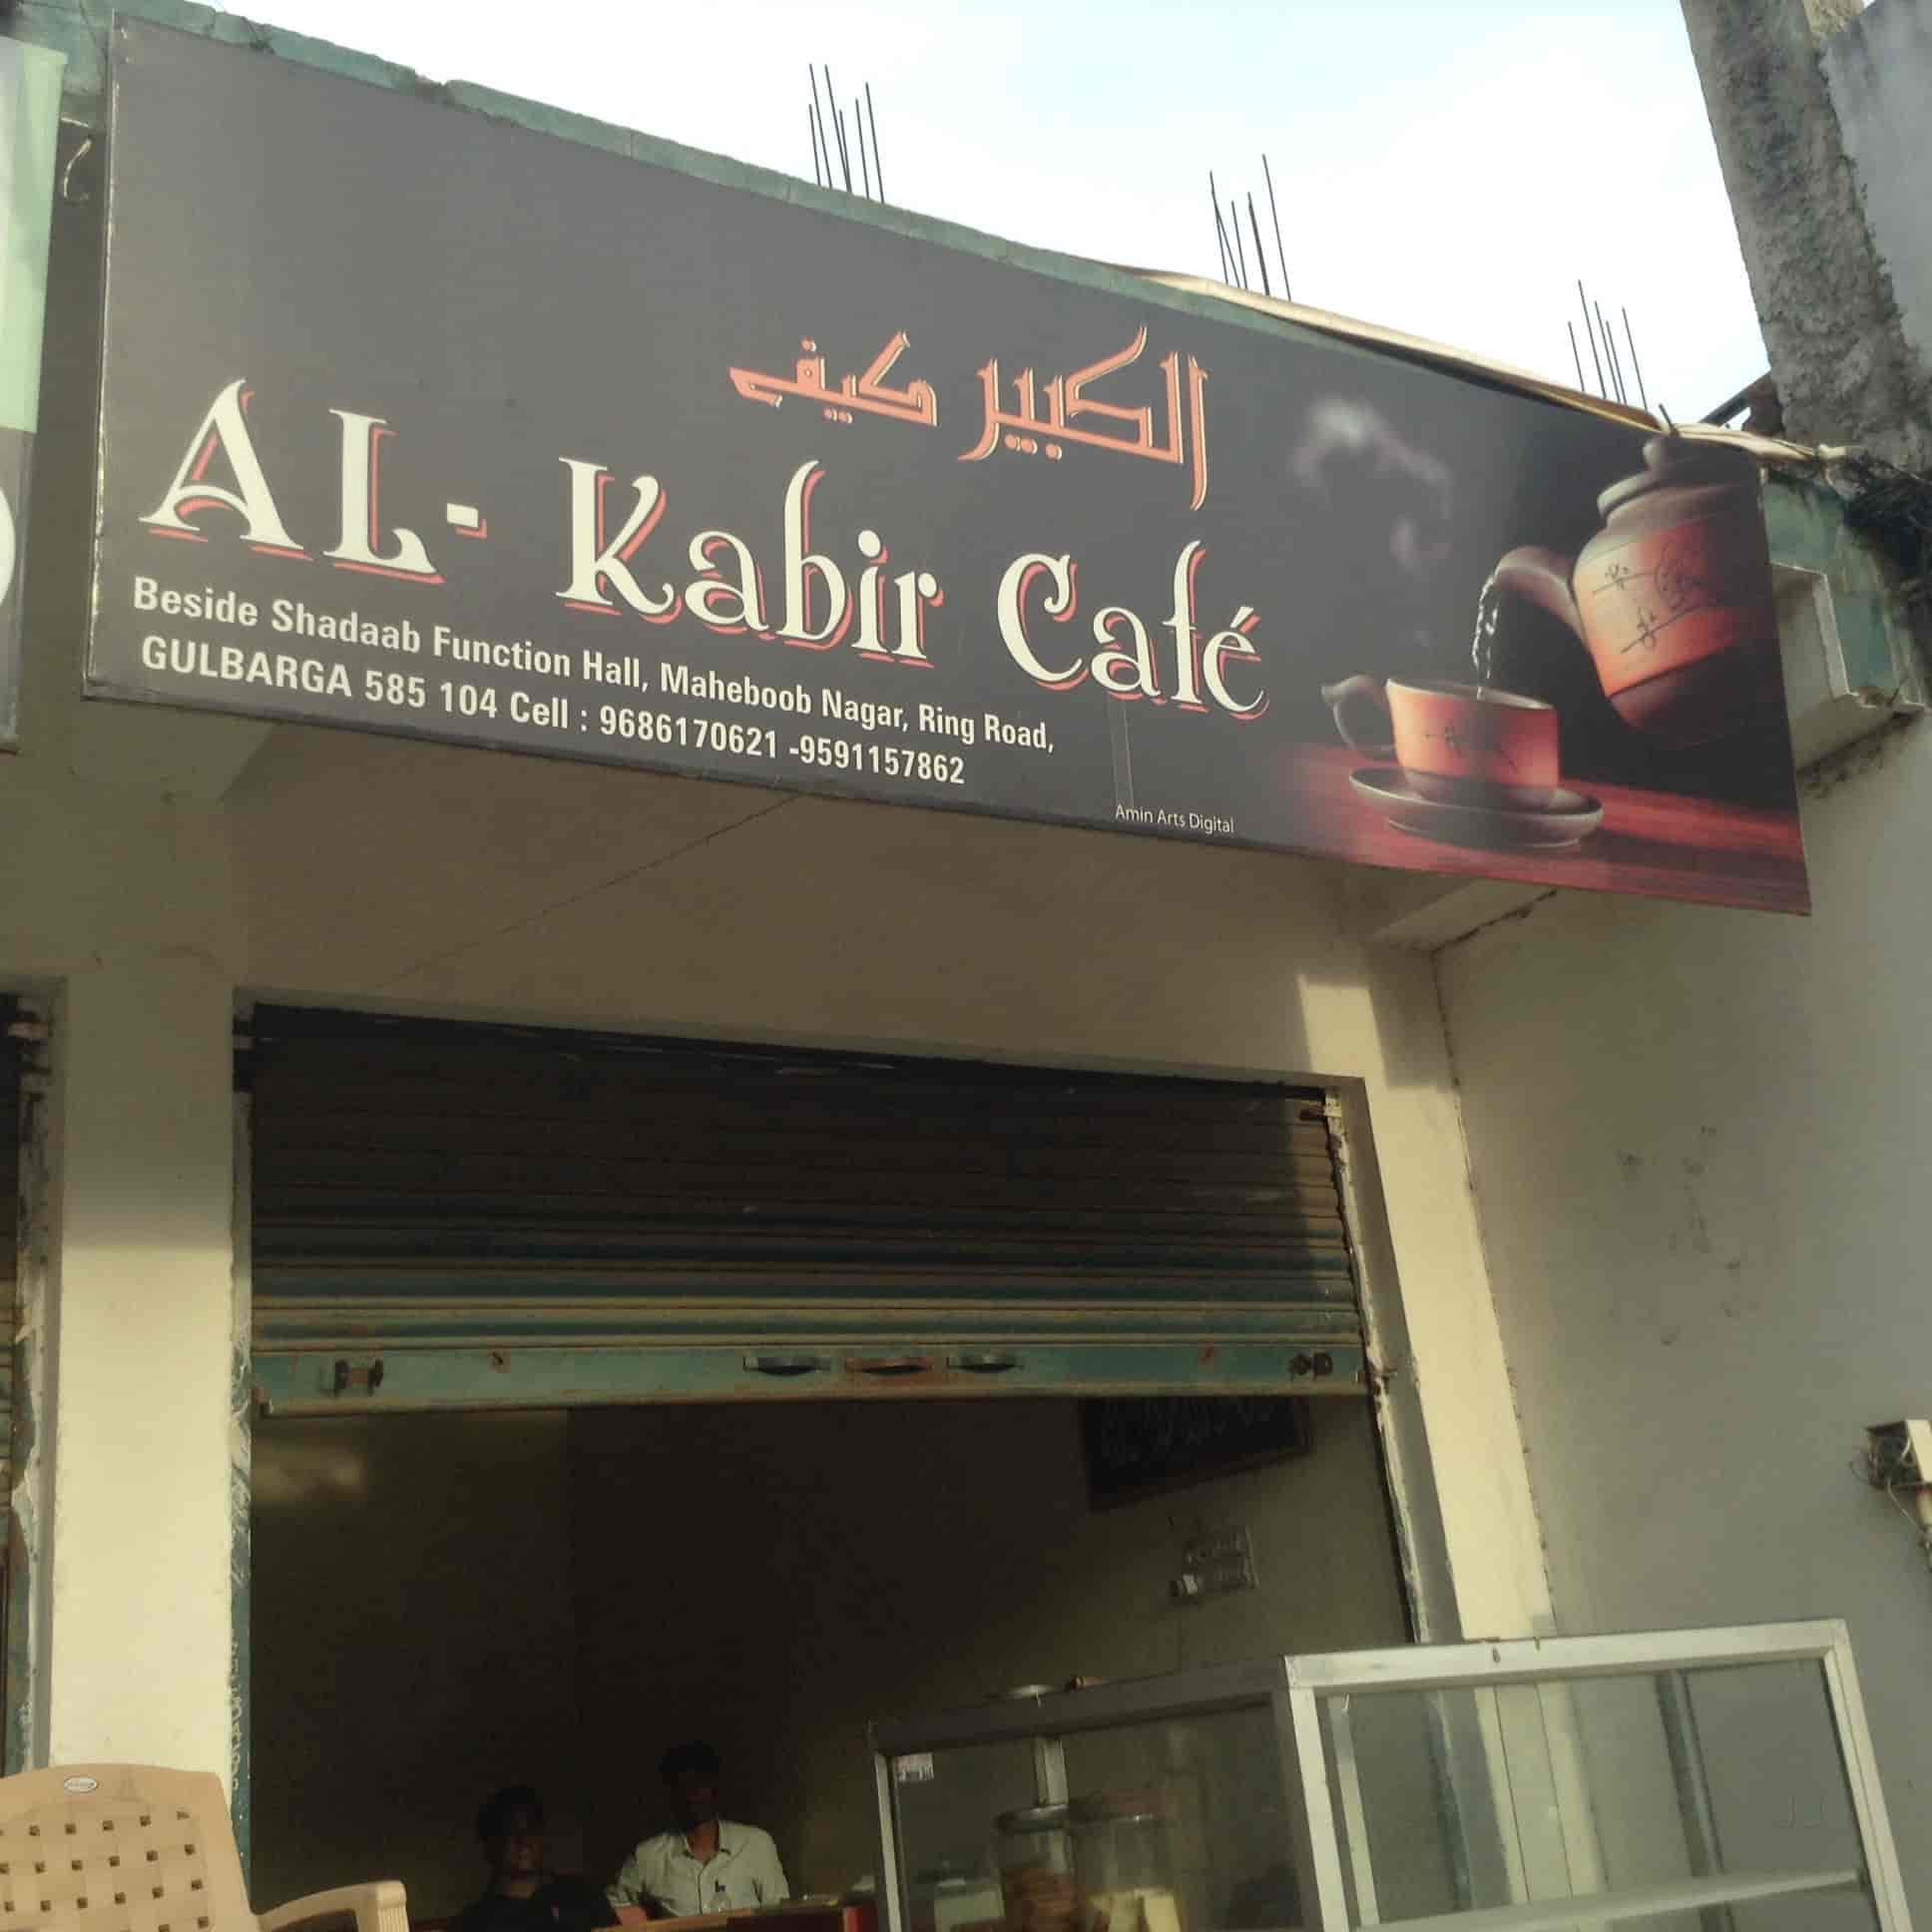 الكبير كيفے
AL- Kabir Café
Beside Shadaab Function Hall, Maheboob Nagar, Ring Road,
GULBARGA 585 104 Cell : 9686170621 -9591157862
Amin Arts Digital